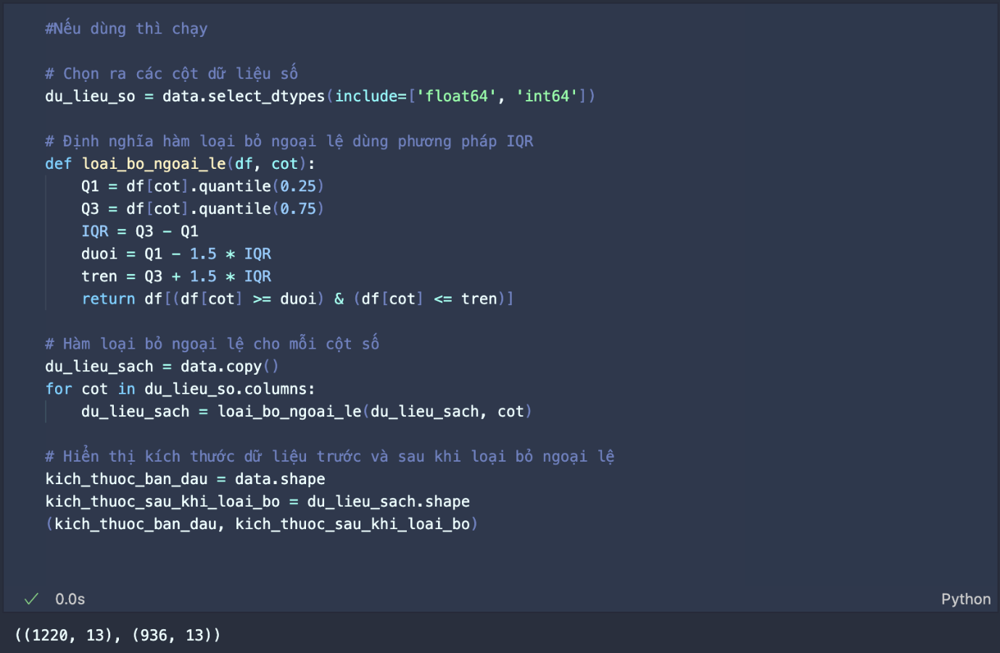 #Nếu dùng thì chạy
# Chọn ra các cột dữ liệu số
du_lieu_so = data.select_dtypes(include=['float64', 'int64'])
# Định nghĩa hàm loại bỏ ngoại lệ dùng phương pháp IQR
def loai_bo_ngoai_le(df, cot):
    Q1 = df[cot].quantile(0.25)
    Q3 = df[cot].quantile(0.75)
    IQR = Q3 - Q1
    duoi = Q1 - 1.5 * IQR
    tren = Q3 + 1.5 * IQR
    return df[(df[cot] >= duoi) & (df[cot] <= tren)]
# Hàm loại bỏ ngoại lệ cho mỗi cột số
du_lieu_sach = data.copy()
for cot in du_lieu_so.columns:
    du_lieu_sach = loai_bo_ngoai_le(du_lieu_sach, cot)
# Hiển thị kích thước dữ liệu trước và sau khi loại bỏ ngoại lệ
kich_thuoc_ban_dau = data.shape
kich_thuoc_sau_khi_loai_bo = du_lieu_sach.shape
(kich_thuoc_ban_dau, kich_thuoc_sau_khi_loai_bo)
0.0s
Python
((1220, 13), (936, 13))